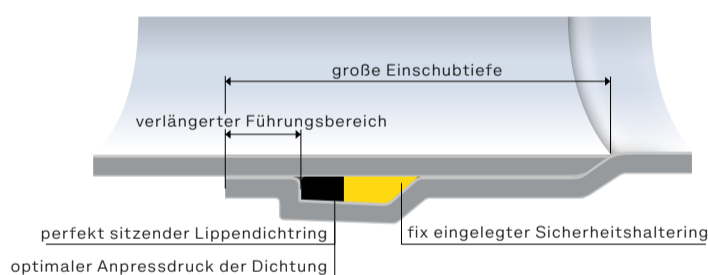 große Einschubtiefe
verlängerter Führungsbereich
perfekt sitzender Lippendichtring
fix eingelegter Sicherheitshaltering
optimaler Anpressdruck der Dichtung